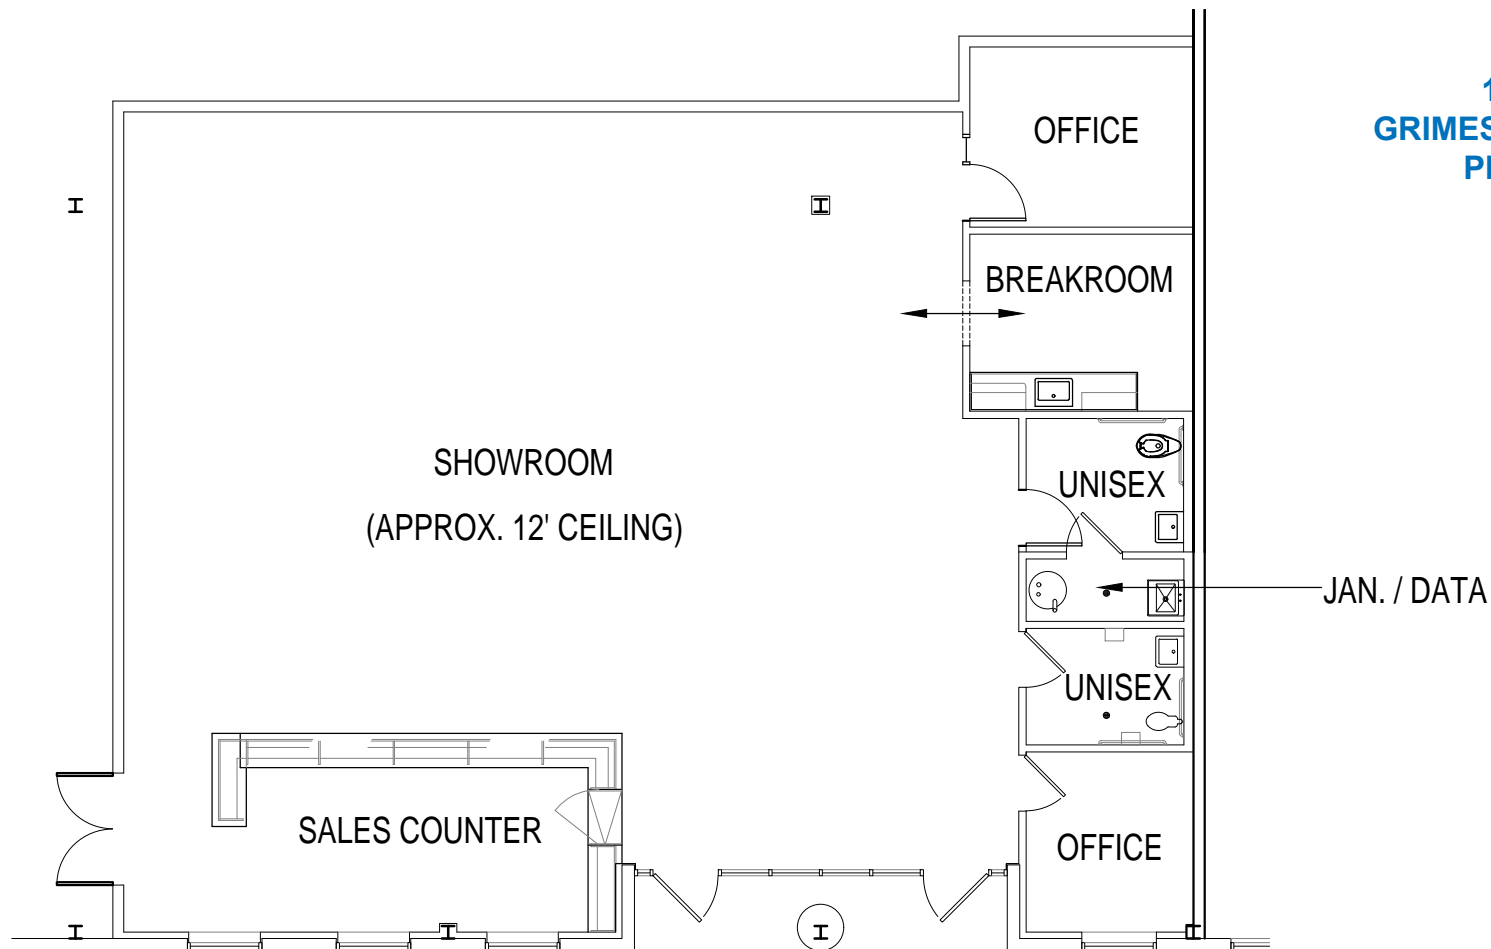 OFFICE
GRIMES
BREAKROOM
SHOWROOM
(APPROX. 12' CEILING)
UNISEX
JAN. / DATA
UNISEX
SALES COUNTER
OFFICE